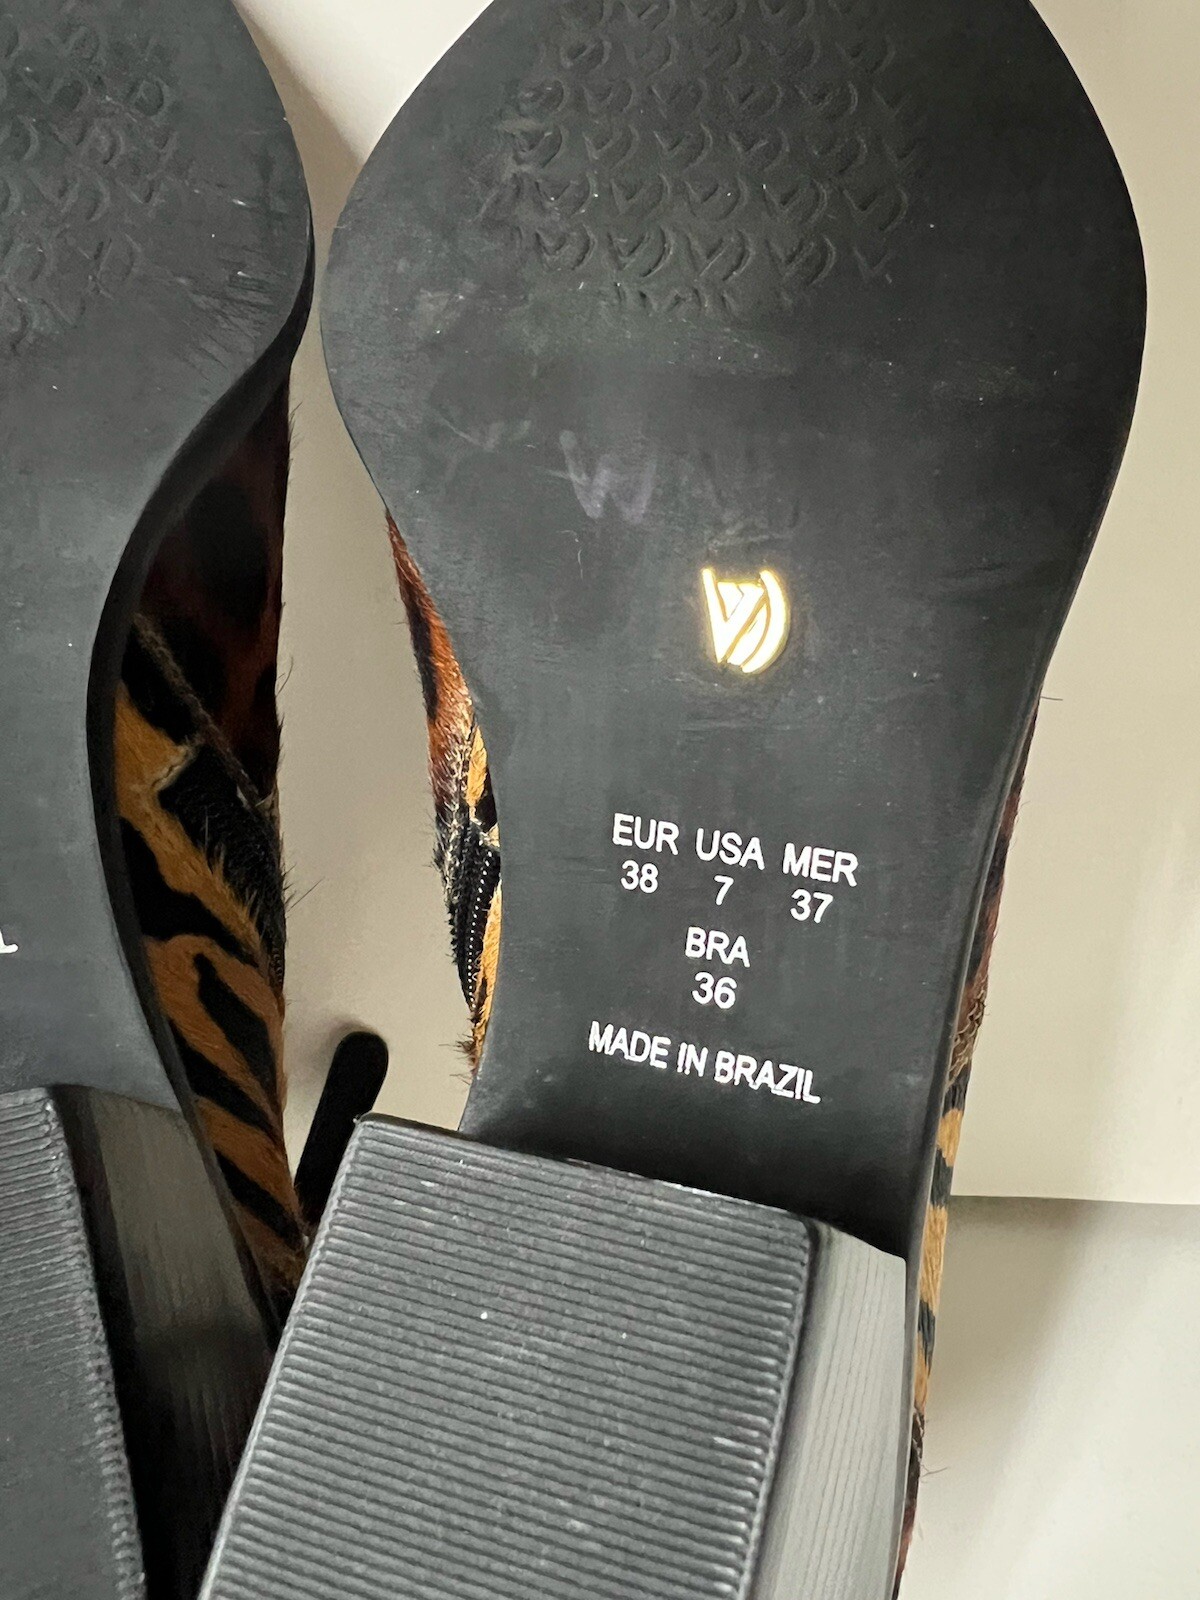 EUR USA MER
38 7 37
BRA
36
MADE IN BRAZIL